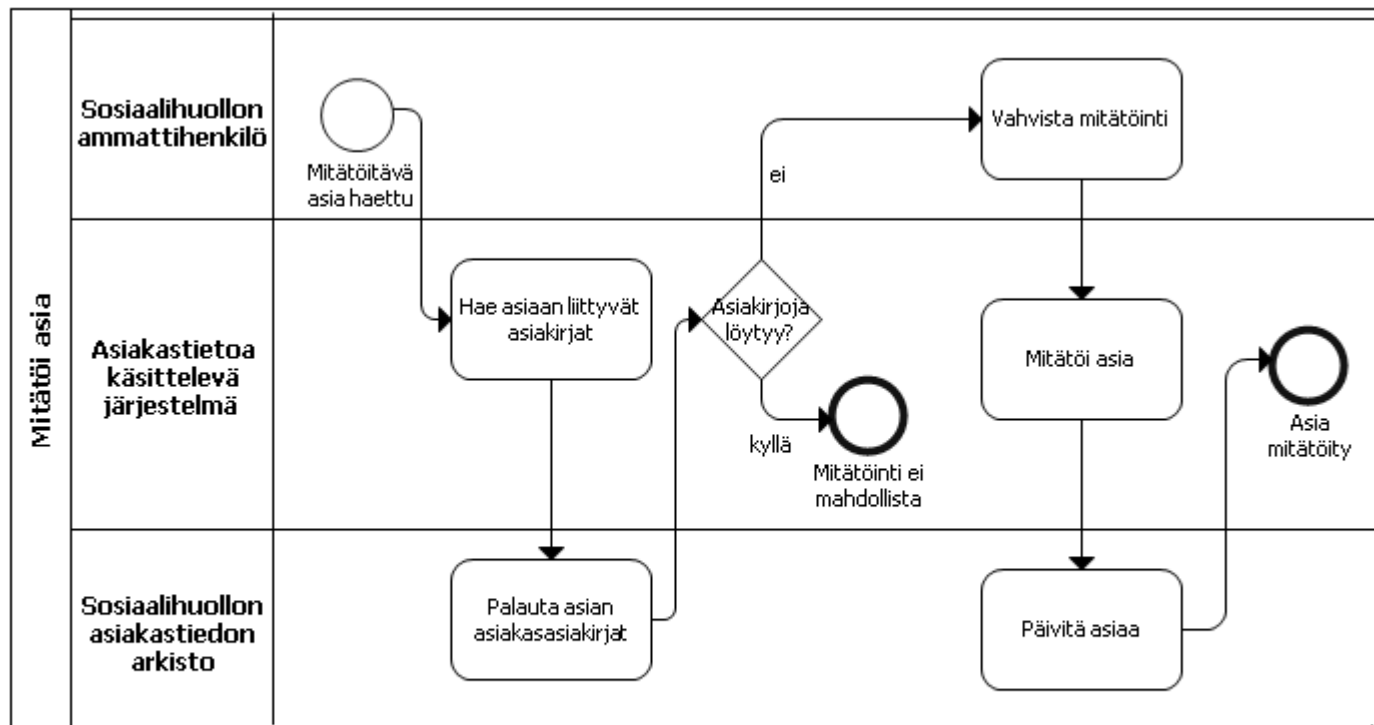 Mitätöi asia
Sosiaalihuollon
ammattihenkilö
Mitätöitävä
asia haettu
ei
Vahvista mitätöinti
Asiakastietoa
käsittelevä
järjestelmä
Hae asiaan liittyvät
asiakirjat
Asiakirjoja
löytyy?
kyllä
Mitätöinti ei
mahdollista
Mitätöi asia
Asia
mitätöity
Sosiaalihuollon
asiakastiedon
arkisto
Palauta asian
asiakasasiakirjat
Päivitä asiaa